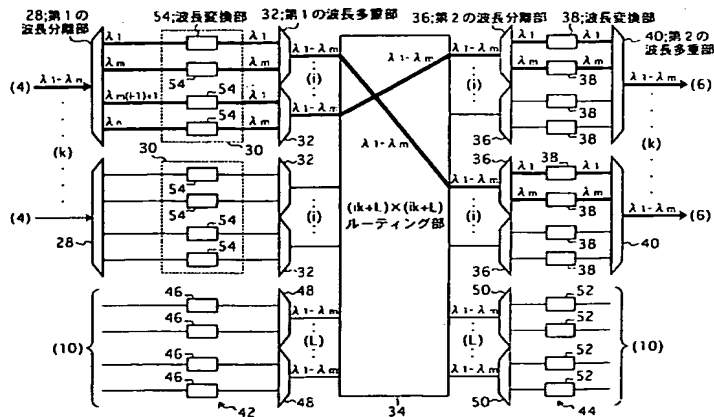 28;第1の
波長分離部
54;波長変換部
32;第1の波長多重部
36;第2の波長分離部
38;波長変換部
40;第2の
波長多重部
λ1 λ1 λ1-λm λ1 λ1
(4) λ1-λn λm 54 λm (i) (i) λm 38 λm λ1-λm (6)
λm(i-1)+1 54 λ1 λ1-λm λ1-λm 38
(k) λn 54 λm 32 λ1-λm 36 38 (k)
30 30
32 36 38
54 λ1 λ1
54 (i) (ik+L)×(ik+L) (i) λm 38 λm
(4) 54 ルーティング部 λ1-λm 38 (6)
28 54 32 36 38 40
46 48 50 52
46 λ1-λm λ1-λm 52
(10) 46 (L) (L) 52 (10)
46 λ1-λm λ1-λm 52
42 48 34 50 44